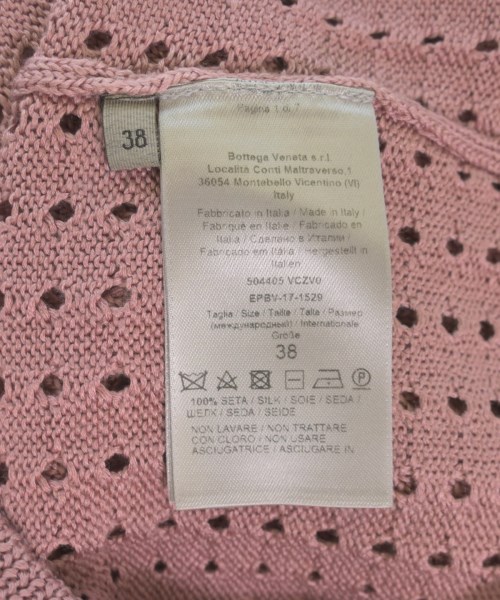 38
Pagina 1 di 7
Bottega Veneta s.r.l.
Località Conti Maltraverso,1
36054 Montebello Vicentino (VI)
Italy
Fabbricato in Italia / Made in Italy /
Fabriqué en Italie / Fabricado en
Italia / Сделано в Италии /
Fabricado em Itália / Hergestellt in
Italien
504405 VCZV0
EPBV-17-1529
Taglia / Size / Taille / Talla / Размер
(международный) / Internationale
Größe
38
P
100% SETA / SILK / SOIE / SEDA /
ШЕЛК / SEDA / SEIDE
NON LAVARE / NON TRATTARE
CON CLORO / NON USARE
ASCIUGATRICE / ASCIUGARE IN